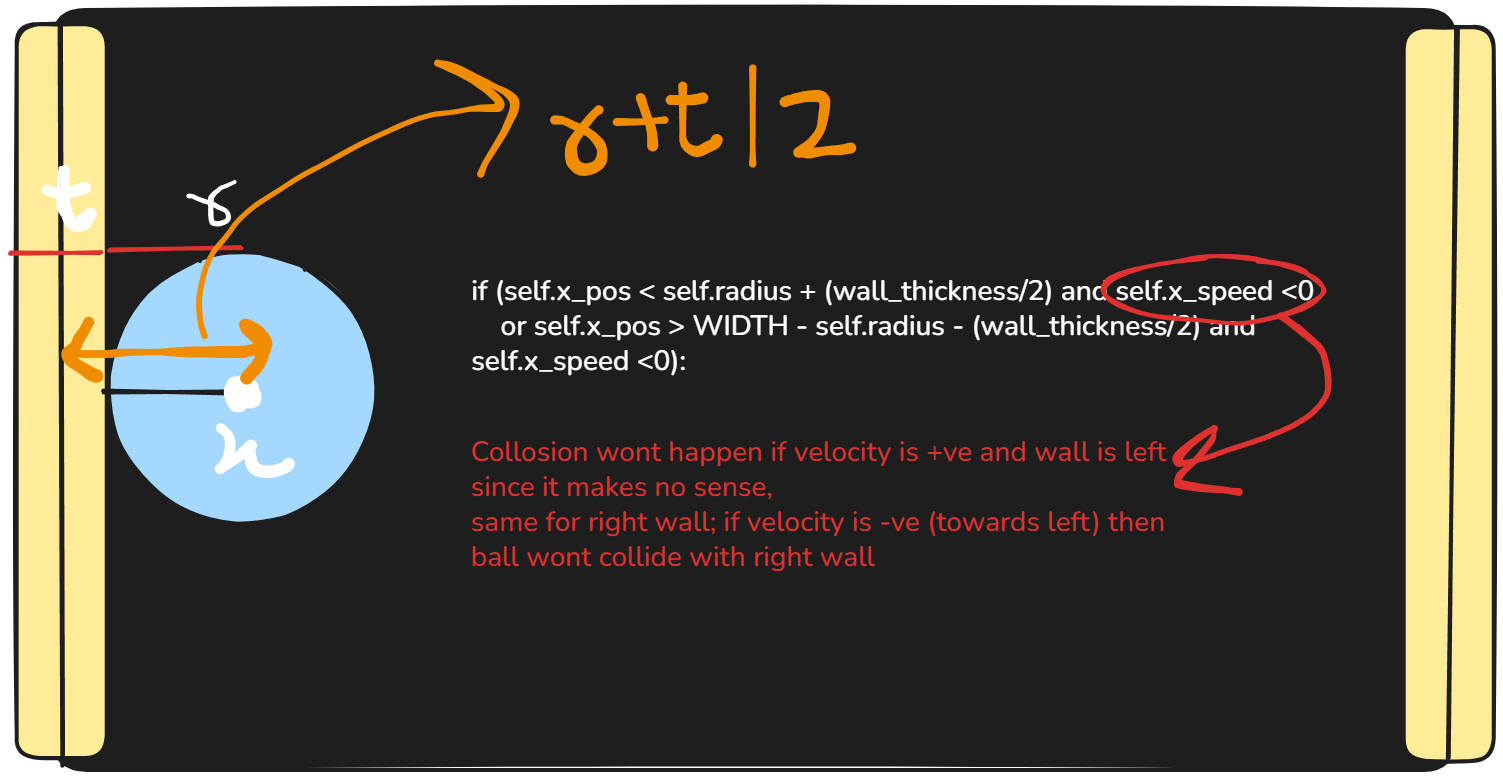 r+t|2
t
r
if (self.x_pos < self.radius + (wall_thickness/2) and self.x_speed <0
or self.x_pos > WIDTH - self.radius - (wall_thickness/2) and
self.x_speed <0):
x
Collosion wont happen if velocity is +ve and wall is left
since it makes no sense,
same for right wall; if velocity is -ve (towards left) then
ball wont collide with right wall